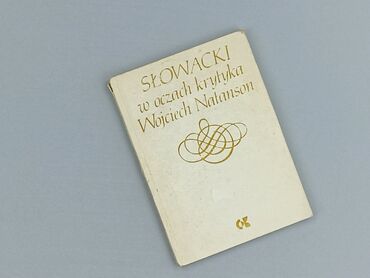 SŁOWACKI
w oczach krytyka
Wojciech Natanson